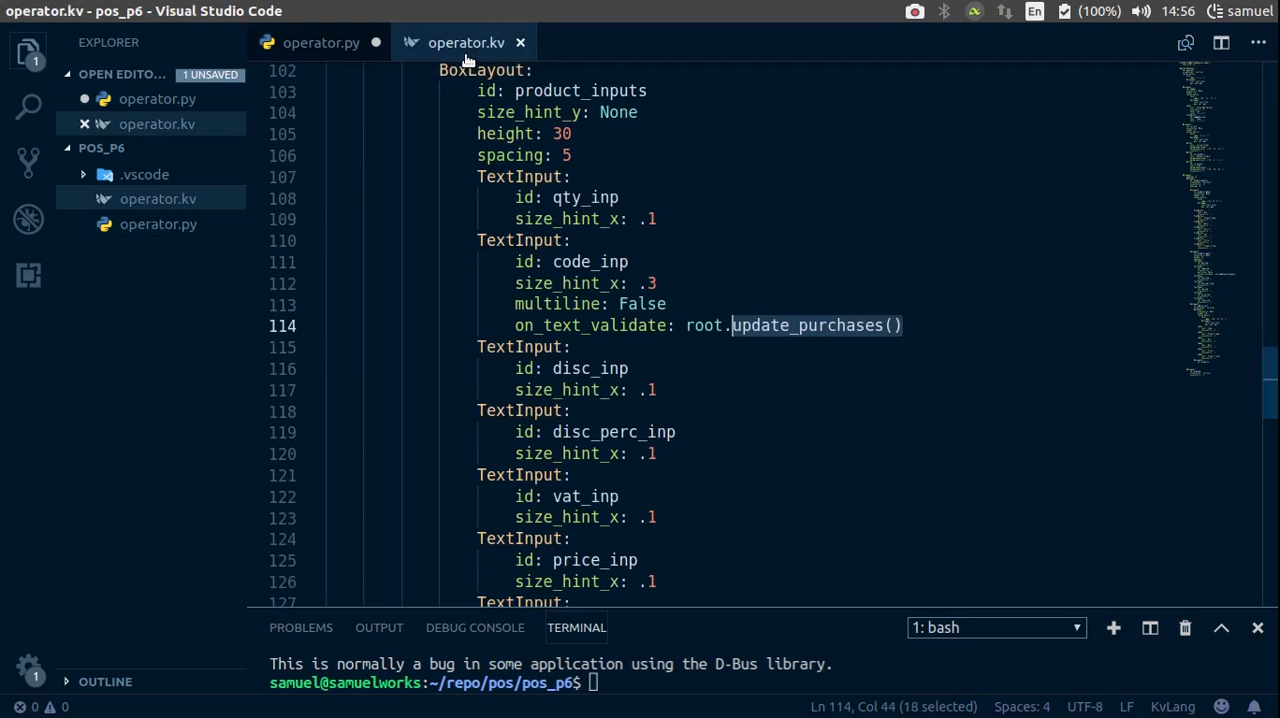 operator.kv - pos_p6 - Visual Studio Code
En
(100%)
14:56
samuel
EXPLORER
operator.py
operator.kv
1
OPEN EDITO...
1 UNSAVED
operator.py
operator.kv
POS_P6
.vscode
operator.kv
operator.py
102 BoxLayout:
103 id: product_inputs
104 size_hint_y: None
105 height: 30
106 spacing: 5
107 TextInput:
108 id: qty_inp
109 size_hint_x: .1
110 TextInput:
111 id: code_inp
112 size_hint_x: .3
113 multiline: False
114 on_text_validate: root.update_purchases()
115 TextInput:
116 id: disc_inp
117 size_hint_x: .1
118 TextInput:
119 id: disc_perc_inp
120 size_hint_x: .1
121 TextInput:
122 id: vat_inp
123 size_hint_x: .1
124 TextInput:
125 id: price_inp
126 size_hint_x: .1
127 TextInput:
PROBLEMS
OUTPUT
DEBUG CONSOLE
TERMINAL
1: bash
This is normally a bug in some application using the D-Bus library.
samuel@samuelworks:~/repo/pos/pos_p6$
1
OUTLINE
0
0
Ln 114, Col 44 (18 selected)
Spaces: 4
UTF-8
LF
KvLang